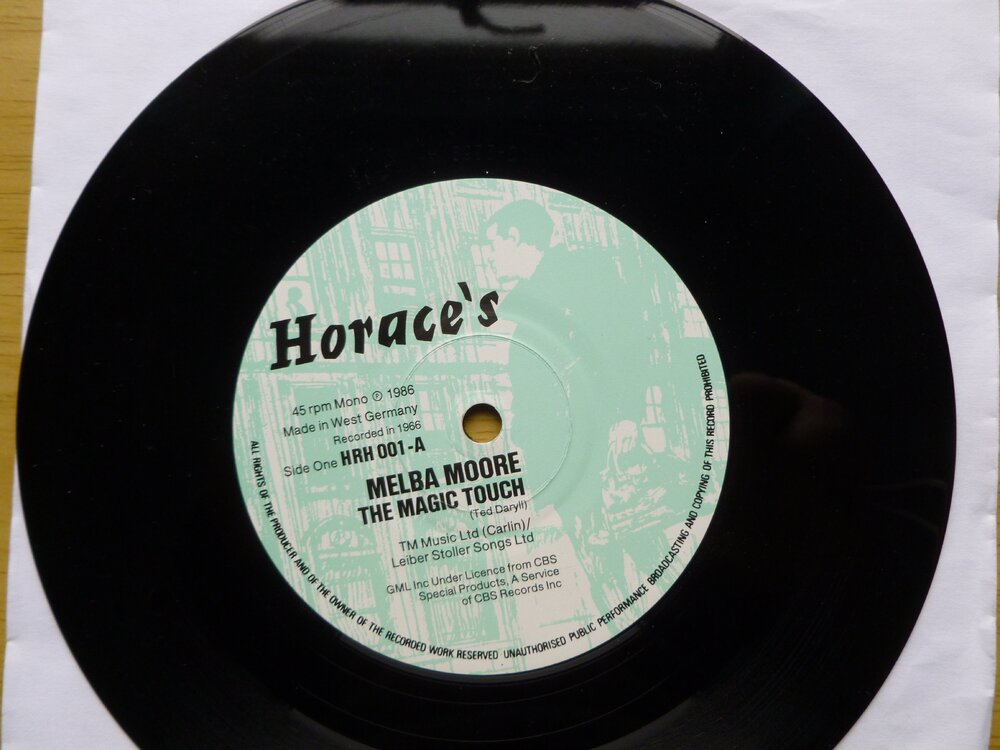 Horace's
45 rpm Mono ℗ 1986
Made in West Germany
Recorded in 1966
Side One HRH 001-A
MELBA MOORE
THE MAGIC TOUCH
(Ted Daryll)
TM Music Ltd (Carlin)/
Leiber Stoller Songs Ltd
GML Inc Under Licence from CBS
Special Products, A Service
of CBS Records Inc
ALL RIGHTS OF THE PRODUCER AND OF THE OWNER OF THE RECORDED WORK RESERVED UNAUTHORISED PUBLIC PERFORMANCE BROADCASTING AND COPYING OF THIS RECORD PROHIBITED